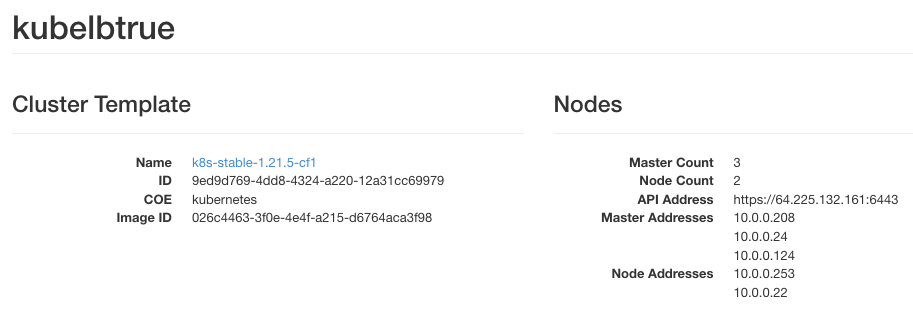 kubelbtrue
Cluster Template
Name k8s-stable-1.21.5-cf1
ID 9ed9d769-4dd8-4324-a220-12a31cc69979
COE kubernetes
Image ID 026c4463-3f0e-4e4f-a215-d6764aca3f98
Nodes
Master Count 3
Node Count 2
API Address https://64.225.132.161:6443
Master Addresses 10.0.0.208
10.0.0.24
10.0.0.124
Node Addresses 10.0.0.253
10.0.0.22